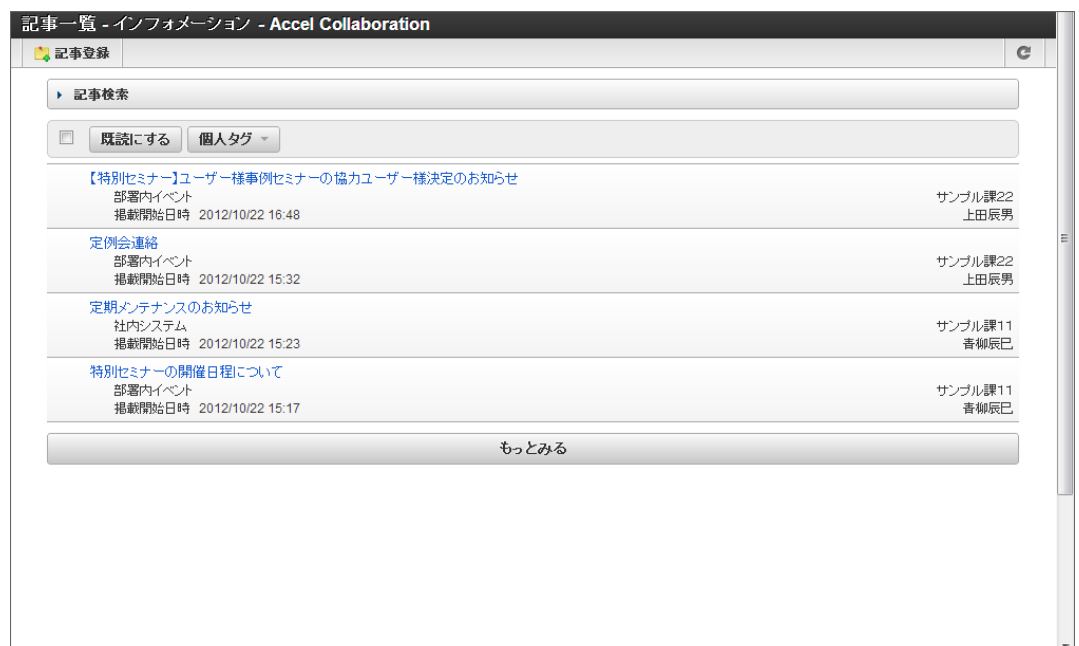 記事一覧 - インフォメーション - Accel Collaboration
記事登録
記事検索
既読にする 個人タグ
【特別セミナー】ユーザー様事例セミナーの協力ユーザー様決定のお知らせ
部署内イベント サンプル課22
掲載開始日時 2012/10/22 16:48 上田辰男
定例会連絡
部署内イベント サンプル課22
掲載開始日時 2012/10/22 15:32 上田辰男
定期メンテナンスのお知らせ
社内システム サンプル課11
掲載開始日時 2012/10/22 15:23 青柳辰巳
特別セミナーの開催日程について
部署内イベント サンプル課11
掲載開始日時 2012/10/22 15:17 青柳辰巳
もっとみる